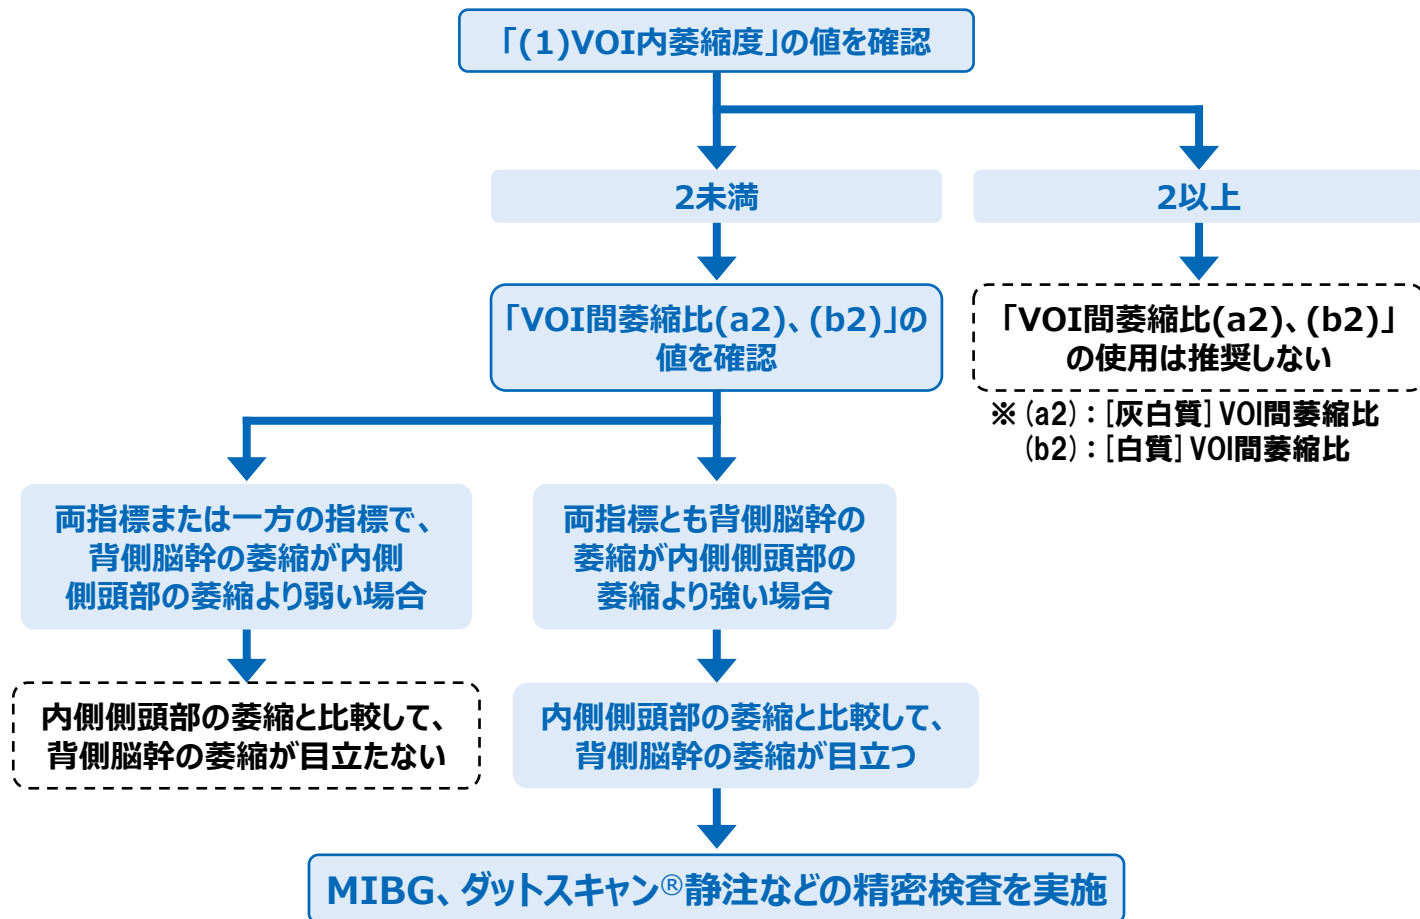 「(1)VOI内萎縮度」の値を確認
2未満
2以上
「VOI間萎縮比(a2)、(b2)」の
値を確認
「VOI間萎縮比(a2)、(b2)」
の使用は推奨しない
※(a2)：[灰白質]VOI間萎縮比
(b2)：[白質]VOI間萎縮比
両指標または一方の指標で、
背側脳幹の萎縮が内側
側頭部の萎縮より弱い場合
両指標とも背側脳幹の
萎縮が内側側頭部の
萎縮より強い場合
内側側頭部の萎縮と比較して、
背側脳幹の萎縮が目立たない
内側側頭部の萎縮と比較して、
背側脳幹の萎縮が目立つ
MIBG、ダットスキャン®静注などの精密検査を実施